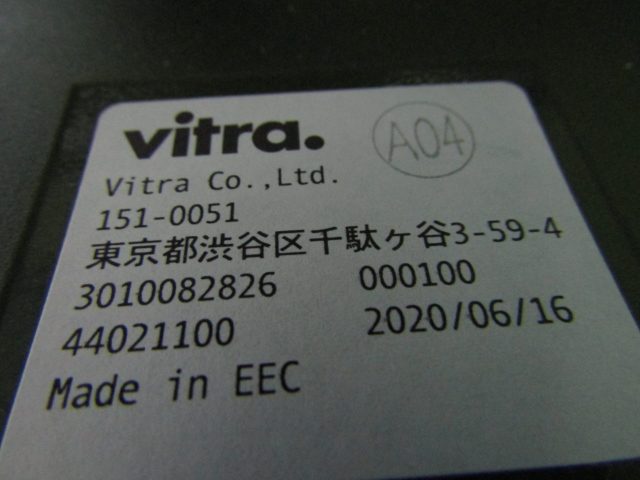 vitra.
A04
Vitra Co.,Ltd.
151-0051
東京都渋谷区千駄ヶ谷3-59-4
3010082826 000100
44021100 2020/06/16
Made in EEC